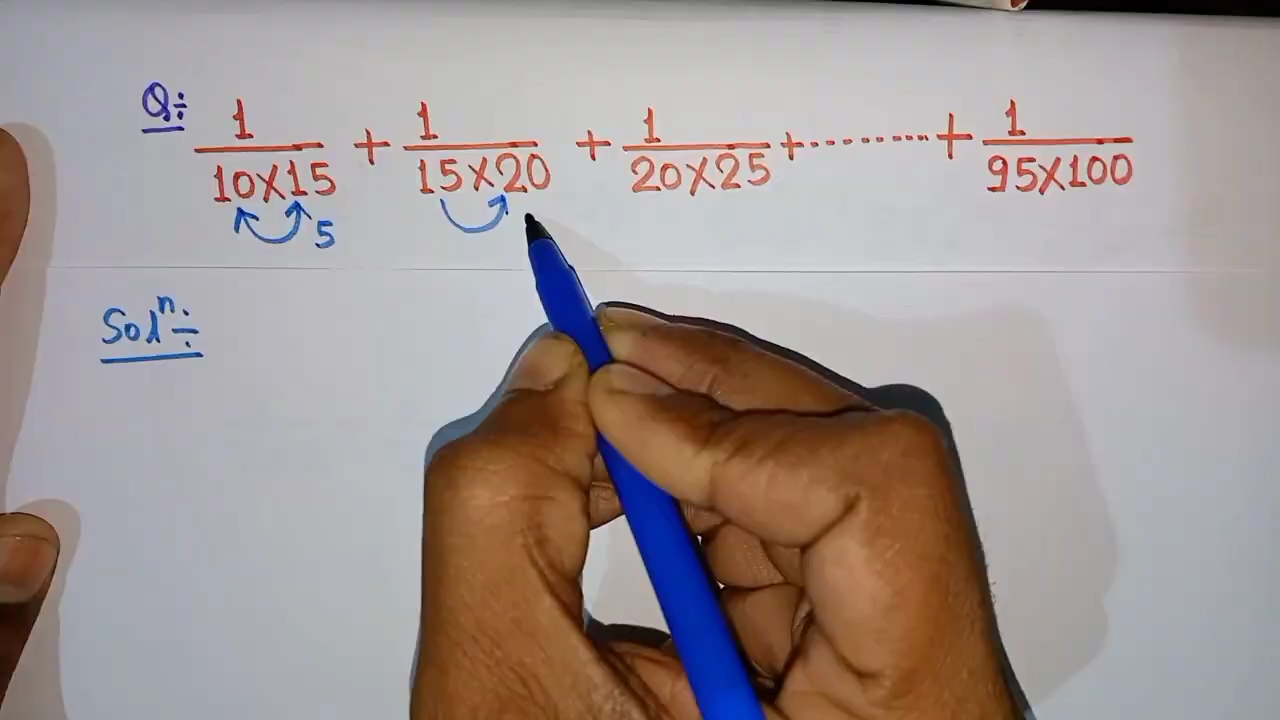 Q÷ 1/10×15 + 1/15×20 + 1/20×25 + ........ + 1/95×100
5
Solⁿ÷